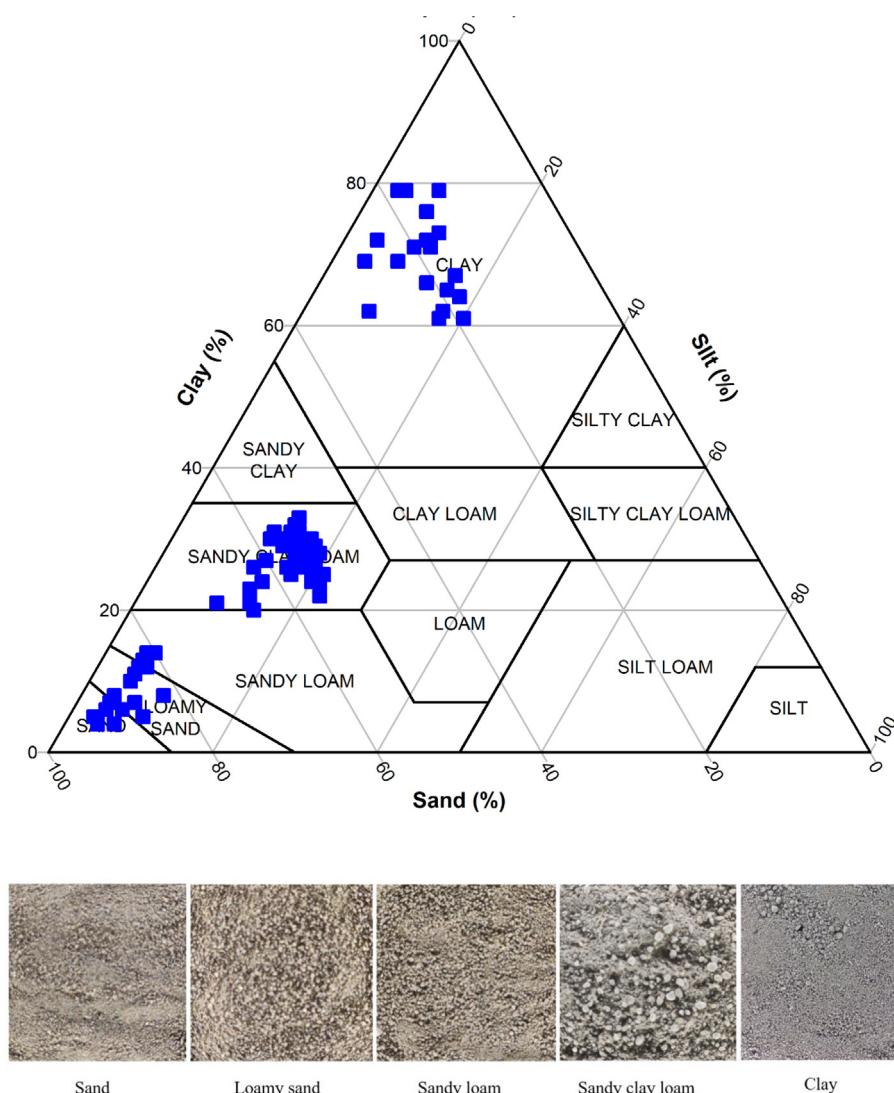 100
0
80
20
CLAY
60
40
Clay (%)
SIlt (%)
SANDY
CLAY
SILTY CLAY
40
60
CLAY LOAM
SILTY CLAY LOAM
SANDY CLAY LOAM
20
80
LOAM
SILT LOAM
SANDY LOAM
LOAMY
SAND
SAND
SILT
0
100
100
80
60
40
20
0
Sand (%)
Sand
Loamy sand
Sandy loam
Sandy clay loam
Clay